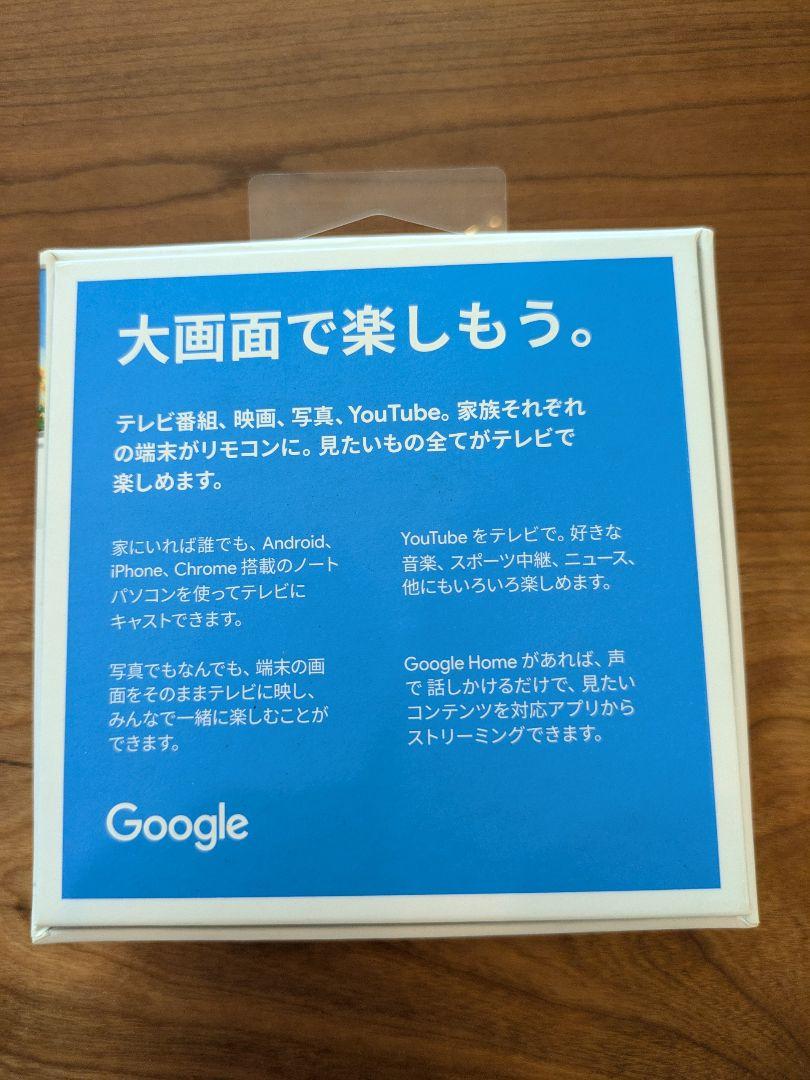 大画面で楽しもう。
テレビ番組、映画、写真、YouTube。家族それぞれ
の端末がリモコンに。見たいもの全てがテレビで
楽しめます。
家にいれば誰でも、Android、
iPhone、Chrome 搭載のノート
パソコンを使ってテレビに
キャストできます。
YouTube をテレビで。好きな
音楽、スポーツ中継、ニュース、
他にもいろいろ楽しめます。
写真でもなんでも、端末の画
面をそのままテレビに映し、
みんなで一緒に楽しむことが
できます。
Google Home があれば、声
で 話しかけるだけで、見たい
コンテンツを対応アプリから
ストリーミングできます。
Google